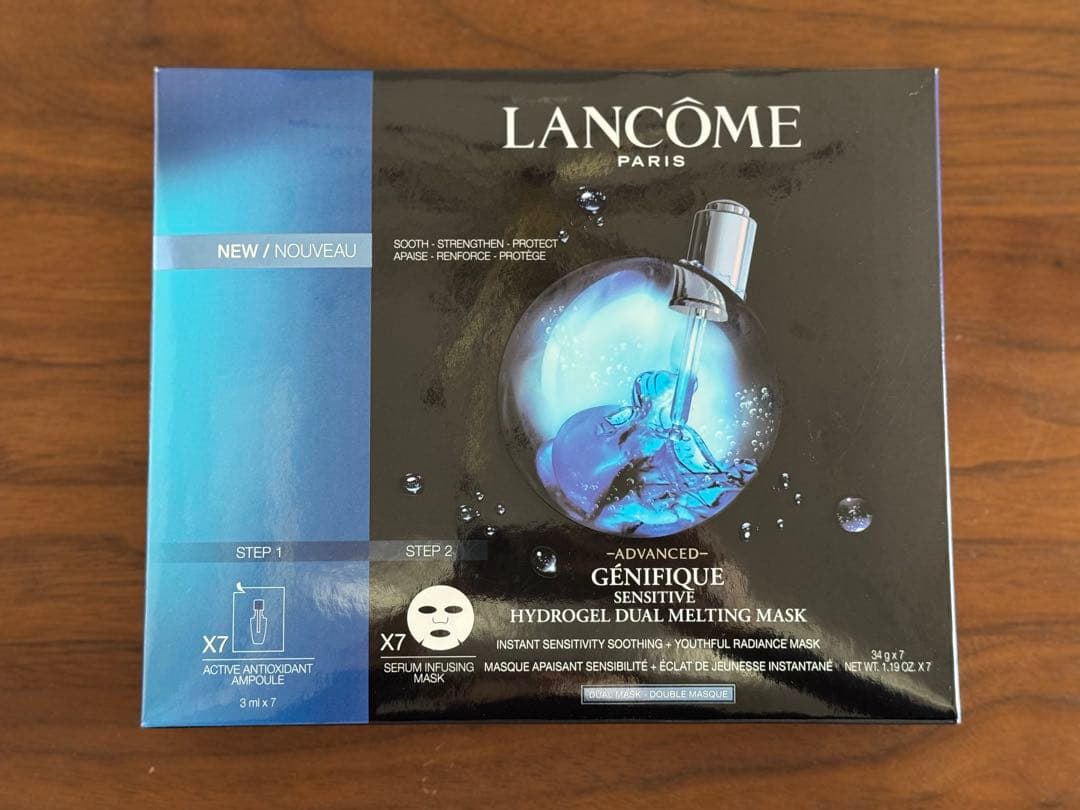 LANCÔME
PARIS
NEW / NOUVEAU
SOOTH - STRENGTHEN - PROTECT
APAISE - RENFORCE - PROTÈGE
STEP 1
X7
ACTIVE ANTIOXIDANT
AMPOULE
3 ml x 7
STEP 2
X7
SERUM INFUSING
MASK
–ADVANCED–
GÉNIFIQUE
SENSITIVE
HYDROGEL DUAL MELTING MASK
INSTANT SENSITIVITY SOOTHING + YOUTHFUL RADIANCE MASK
MASQUE APAISANT SENSIBILITÉ + ÉCLAT DE JEUNESSE INSTANTANÉ
34 g x 7
NET WT. 1.19 OZ. X 7
DUAL MASK - DOUBLE MASQUE